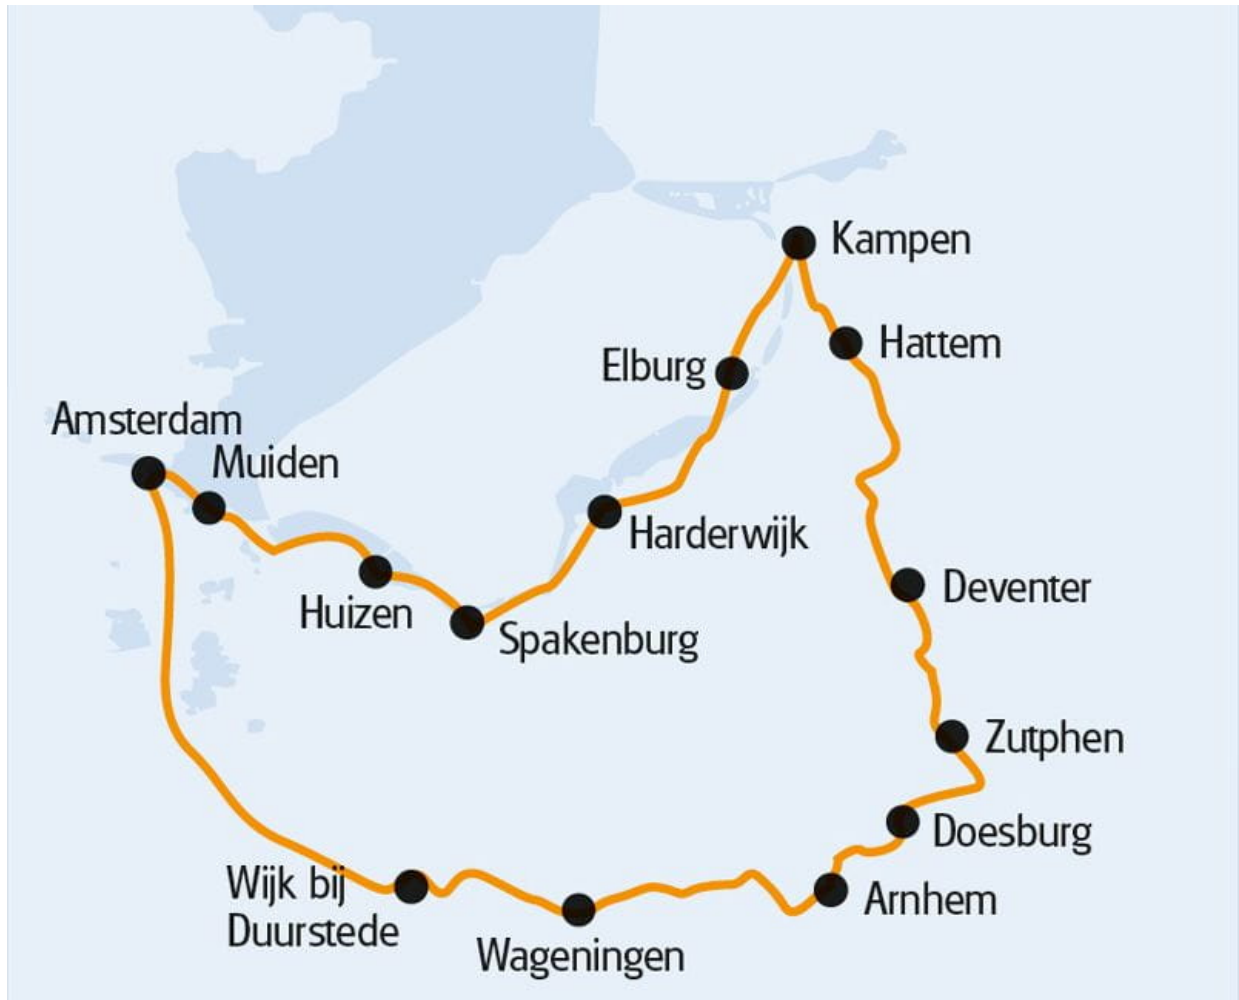 Kampen
Hattem
Elburg
Amsterdam
Muiden
Harderwijk
Huizen
Deventer
Spakenburg
Zutphen
Doesburg
Wijk bij
Duurstede
Arnhem
Wageningen